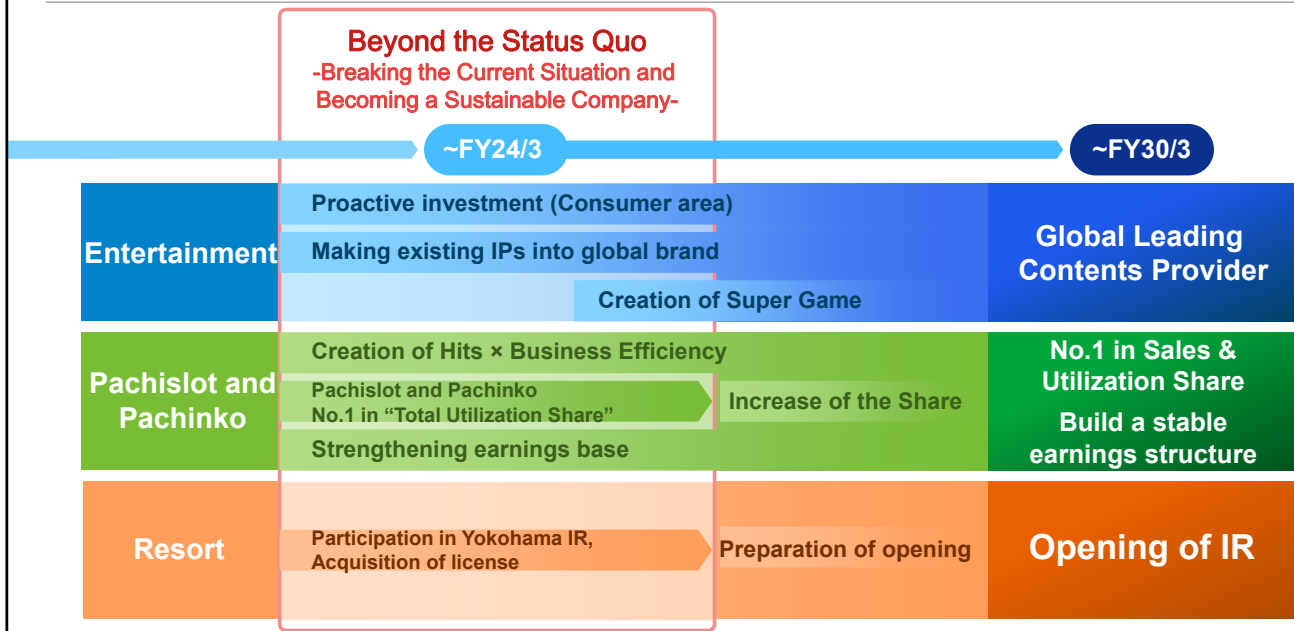 Beyond the Status Quo
-Breaking the Current Situation and
Becoming a Sustainable Company-
~FY24/3
~FY30/3
Entertainment
Proactive investment (Consumer area)
Making existing IPs into global brand
Creation of Super Game
Global Leading
Contents Provider
Pachislot and
Pachinko
Creation of Hits × Business Efficiency
Pachislot and Pachinko
No.1 in “Total Utilization Share”
Increase of the Share
Strengthening earnings base
No.1 in Sales &
Utilization Share
Build a stable
earnings structure
Resort
Participation in Yokohama IR,
Acquisition of license
Preparation of opening
Opening of IR